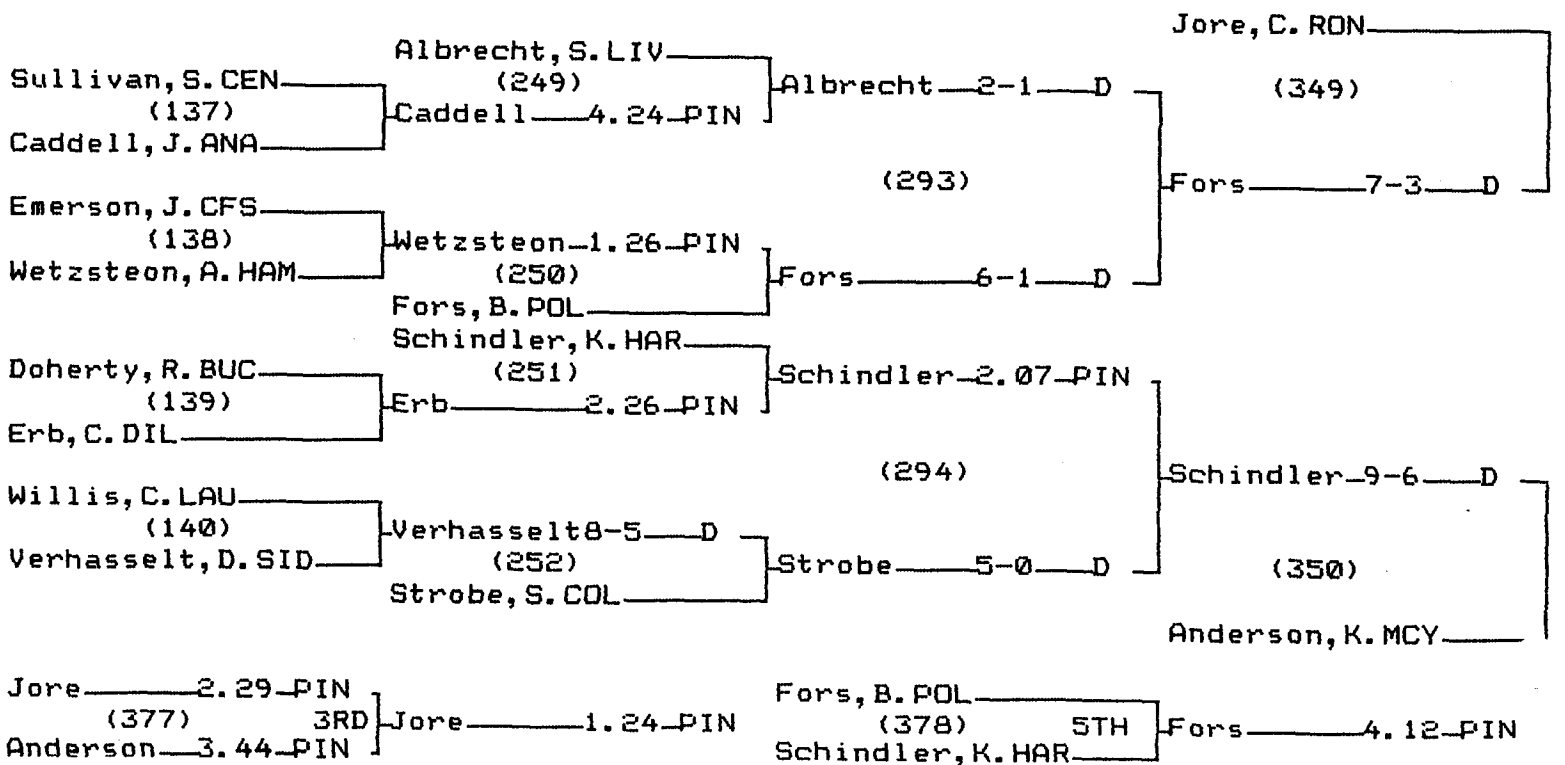 Jore, C. RON
Albrecht, S. LIV
Sullivan, S. CEN (249) Albrecht 2-1 D (349)
(137) Caddell 4.24 PIN
Caddell, J. ANA
(293) Fors 7-3 D
Emerson, J. CFS
(138) Wetzsteon 1.26 PIN
Wetzsteon, A. HAM (250) Fors 6-1 D
Fors, B. POL
Schindler, K. HAR
Doherty, R. BUC (251) Schindler 2.07 PIN
(139) Erb 2.26 PIN
Erb, C. DIL
(294) Schindler 9-6 D
Willis, C. LAU
(140) Verhasselt 8-5 D
Verhasselt, D. SID (252) Strobe 5-0 D (350)
Strobe, S. COL
Anderson, K. MCY
Jore 2.29 PIN Fors, B. POL
(377) 3RD Jore 1.24 PIN (378) 5TH Fors 4.12 PIN
Anderson 3.44 PIN Schindler, K. HAR